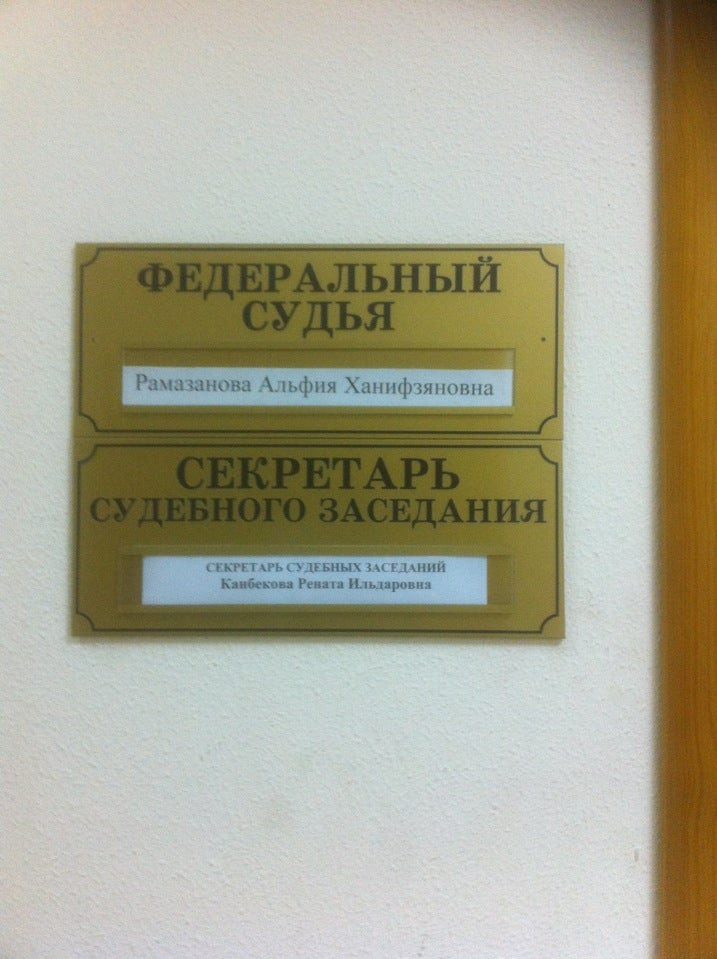 ФЕДЕРАЛЬНЫЙ
СУДЬЯ
Рамазанова Альфия Ханифзяновна
СЕКРЕТАРЬ
СУДЕБНОГО ЗАСЕДАНИЯ
СЕКРЕТАРЬ СУДЕБНЫХ ЗАСЕДАНИЙ
Канбекова Рената Ильдаровна